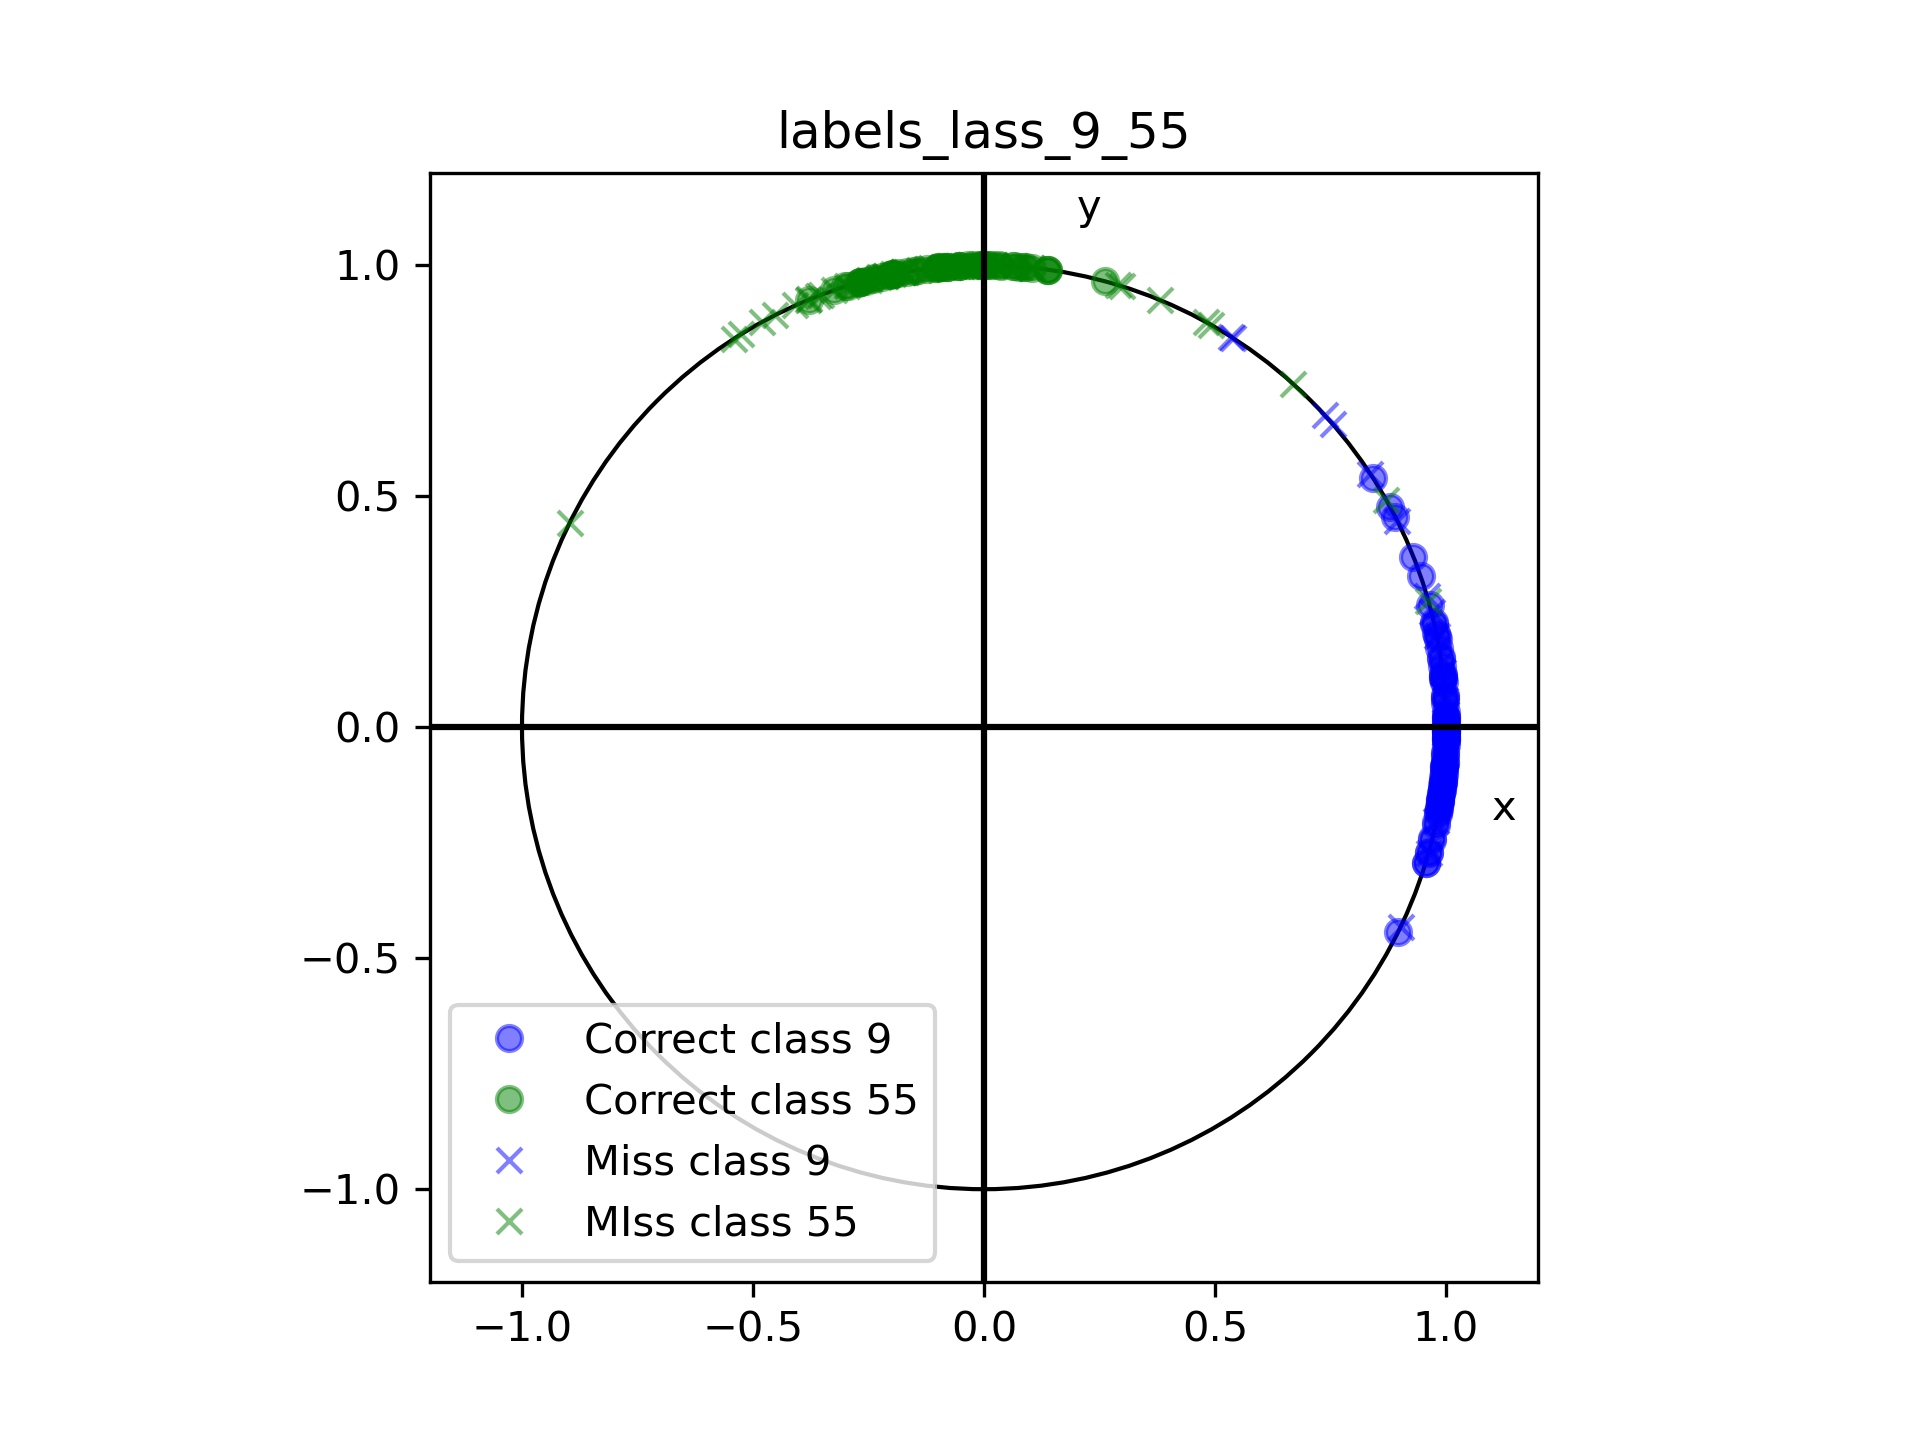 labels_lass_9_55
y
1.0
0.5
0.0
x
−0.5
−1.0
Correct class 9
Correct class 55
Miss class 9
MIss class 55
−1.0 −0.5 0.0 0.5 1.0